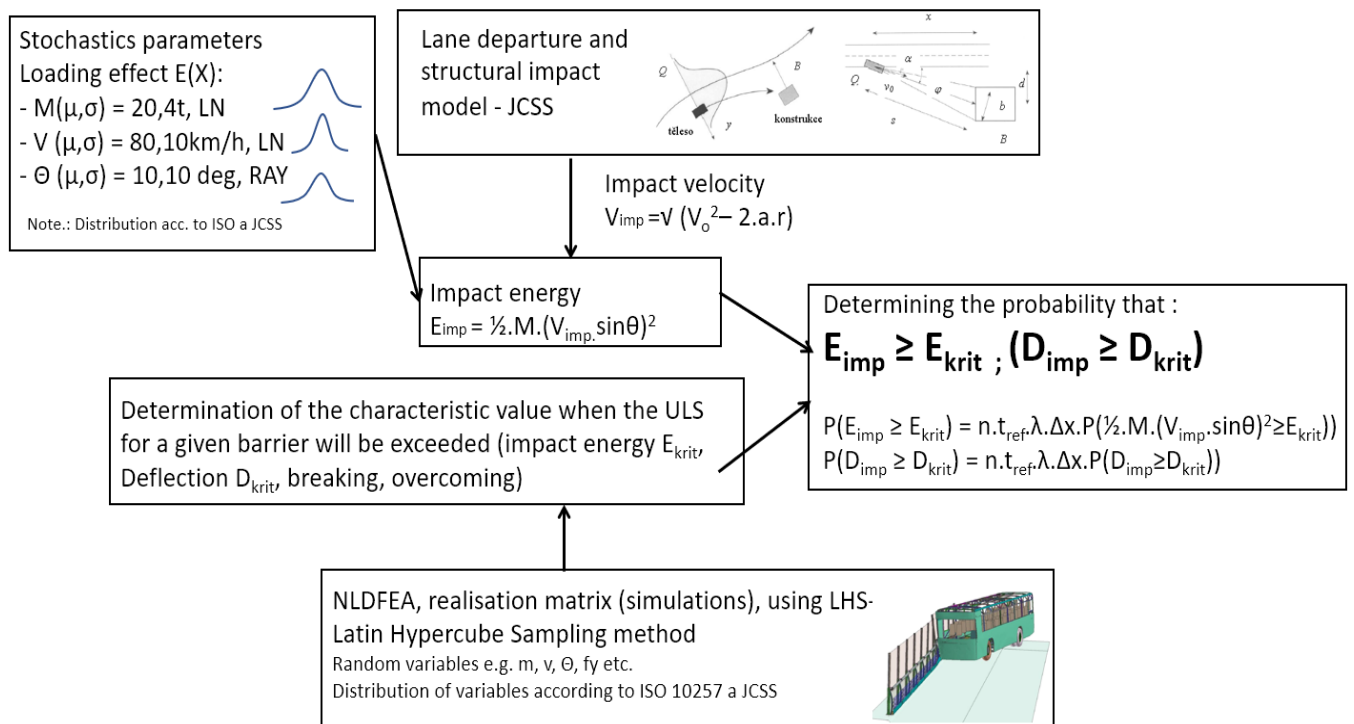 Stochastics parameters
Loading effect E(X):
- M(μ,σ) = 20,4t, LN
- V (μ,σ) = 80,10km/h, LN
- Θ (μ,σ) = 10,10 deg, RAY
Note.: Distribution acc. to ISO a JCSS
Lane departure and
structural impact
model - JCSS
Q
B
y
těleso
konstrukce
x
α
Q
v₀
φ
d
b
s
B
Impact velocity
Vimp =√ (Vₒ²– 2.a.r)
Impact energy
Eimp = ½.M.(Vimp.sinθ)²
Determining the probability that :
Eimp ≥ Ekrit ; (Dimp ≥ Dkrit)
P(Eimp ≥ Ekrit) = n.tref.λ.Δx.P(½.M.(Vimp.sinθ)²≥Ekrit))
P(Dimp ≥ Dkrit) = n.tref.λ.Δx.P(Dimp≥Dkrit))
Determination of the characteristic value when the ULS
for a given barrier will be exceeded (impact energy Ekrit,
Deflection Dkrit, breaking, overcoming)
NLDFEA, realisation matrix (simulations), using LHS-
Latin Hypercube Sampling method
Random variables e.g. m, v, Θ, fy etc.
Distribution of variables according to ISO 10257 a JCSS